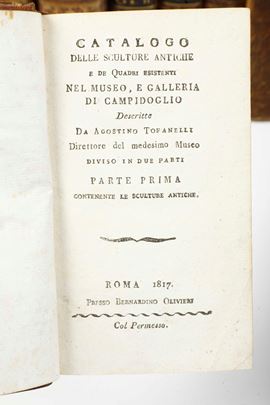 CATALOGO
DELLE SCULTURE ANTICHE
E DE QUADRI ESISTENTI
NEL MUSEO, E GALLERIA
DI CAMPIDOGLIO
Descritto
DA AGOSTINO TOFANELLI
Direttore del medesimo Museo
DIVISO IN DUE PARTI
PARTE PRIMA
CONTENENTE LE SCULTURE ANTICHE.
ROMA 1817.
PRESSO BERNARDINO OLIVIERI
Col Permesso.